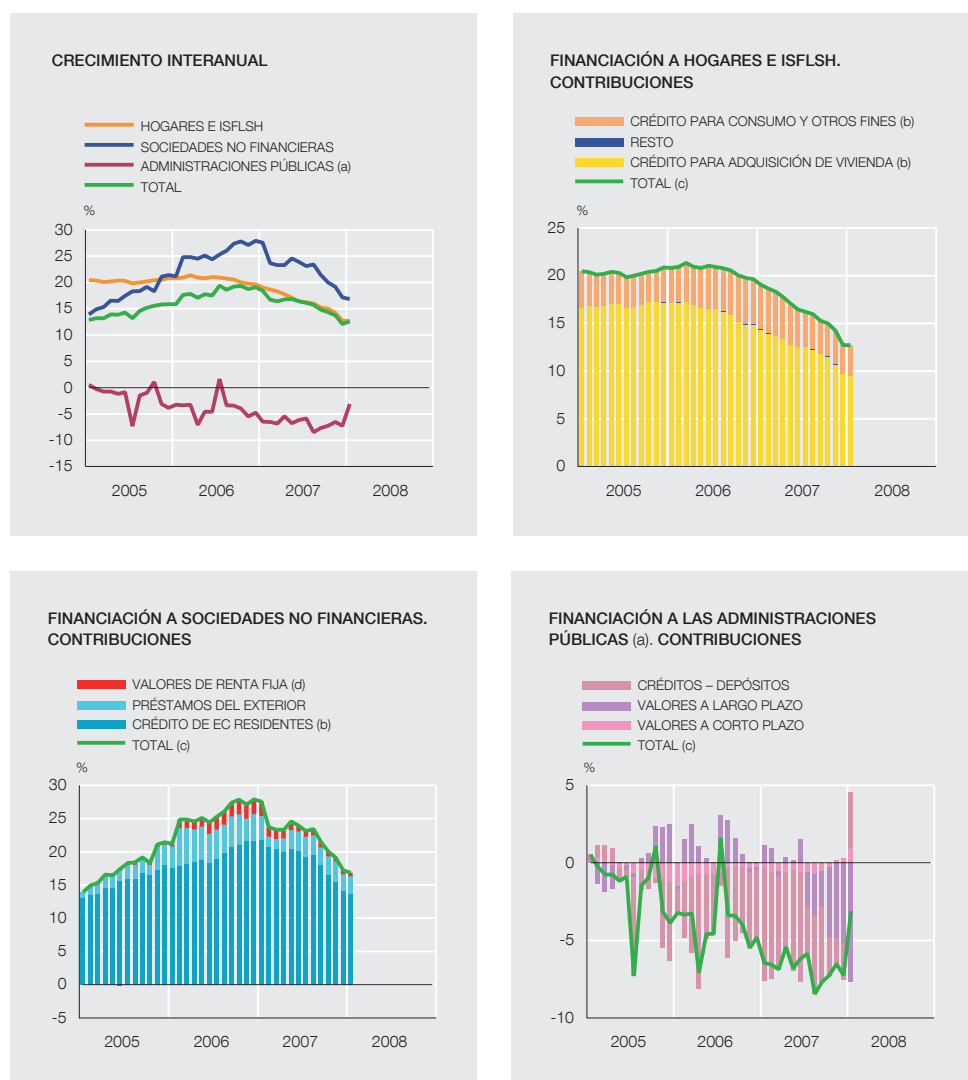 CRECIMIENTO INTERANUAL
HOGARES E ISFLSH
SOCIEDADES NO FINANCIERAS
ADMINISTRACIONES PÚBLICAS (a)
TOTAL
%
30
25
20
15
10
5
0
-5
-10
-15
2005 2006 2007 2008
FINANCIACIÓN A HOGARES E ISFLSH.
CONTRIBUCIONES
CRÉDITO PARA CONSUMO Y OTROS FINES (b)
RESTO
CRÉDITO PARA ADQUISICIÓN DE VIVIENDA (b)
TOTAL (c)
%
25
20
15
10
5
0
2005 2006 2007 2008
FINANCIACIÓN A SOCIEDADES NO FINANCIERAS.
CONTRIBUCIONES
VALORES DE RENTA FIJA (d)
PRÉSTAMOS DEL EXTERIOR
CRÉDITO DE EC RESIDENTES (b)
TOTAL (c)
%
30
25
20
15
10
5
0
-5
2005 2006 2007 2008
FINANCIACIÓN A LAS ADMINISTRACIONES
PÚBLICAS (a). CONTRIBUCIONES
CRÉDITOS – DEPÓSITOS
VALORES A LARGO PLAZO
VALORES A CORTO PLAZO
TOTAL (c)
%
5
0
-5
-10
2005 2006 2007 2008